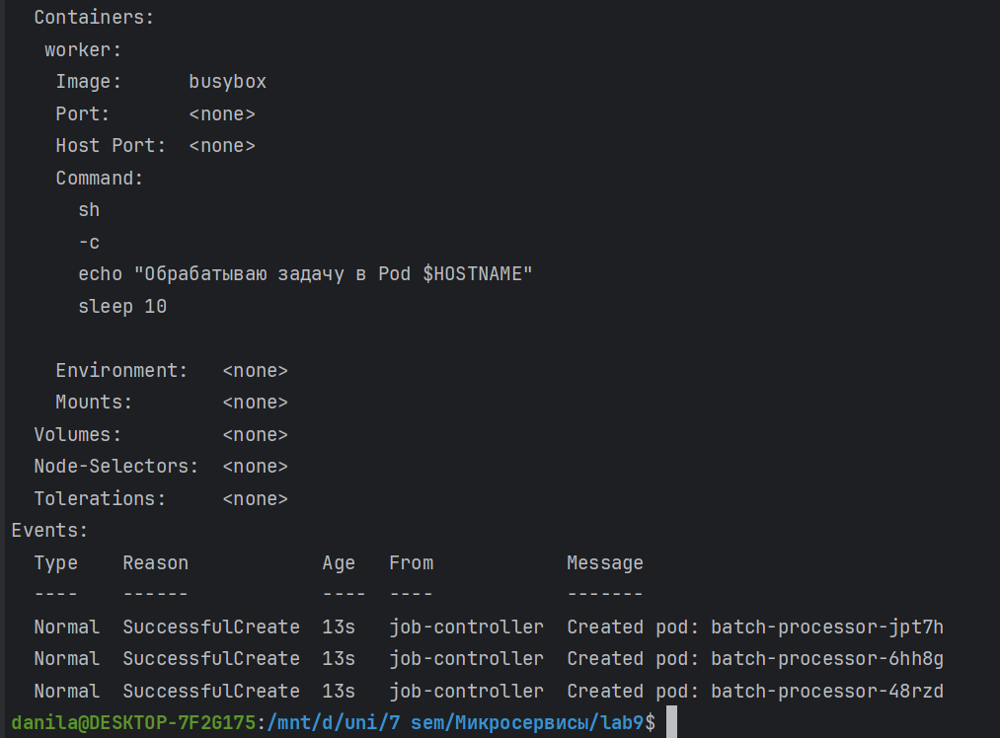 Containers:
worker:
Image: busybox
Port: <none>
Host Port: <none>
Command:
sh
-c
echo "Обрабатываю задачу в Pod $HOSTNAME"
sleep 10
Environment: <none>
Mounts: <none>
Volumes: <none>
Node-Selectors: <none>
Tolerations: <none>
Events:
Type Reason Age From Message
---- ------ ---- ---- -------
Normal SuccessfulCreate 13s job-controller Created pod: batch-processor-jpt7h
Normal SuccessfulCreate 13s job-controller Created pod: batch-processor-6hh8g
Normal SuccessfulCreate 13s job-controller Created pod: batch-processor-48rzd
danila@DESKTOP-7F2G175:/mnt/d/uni/7 sem/Микросервисы/lab9$